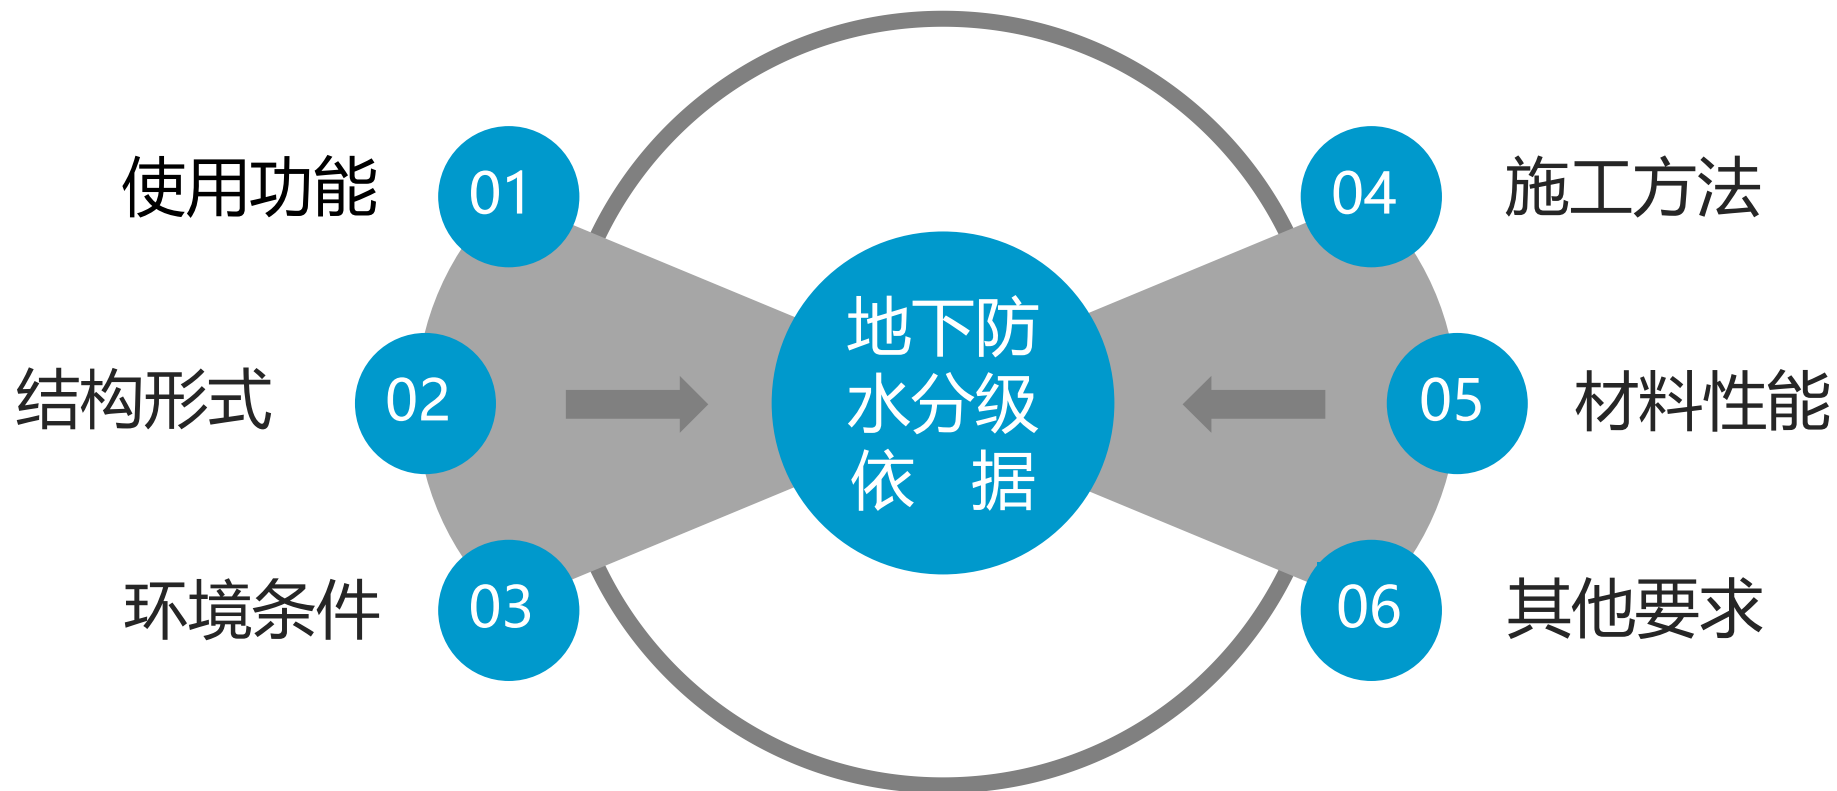 使用功能
01
结构形式
02
环境条件
03
地下防
水分级
依 据
04
施工方法
05
材料性能
06
其他要求